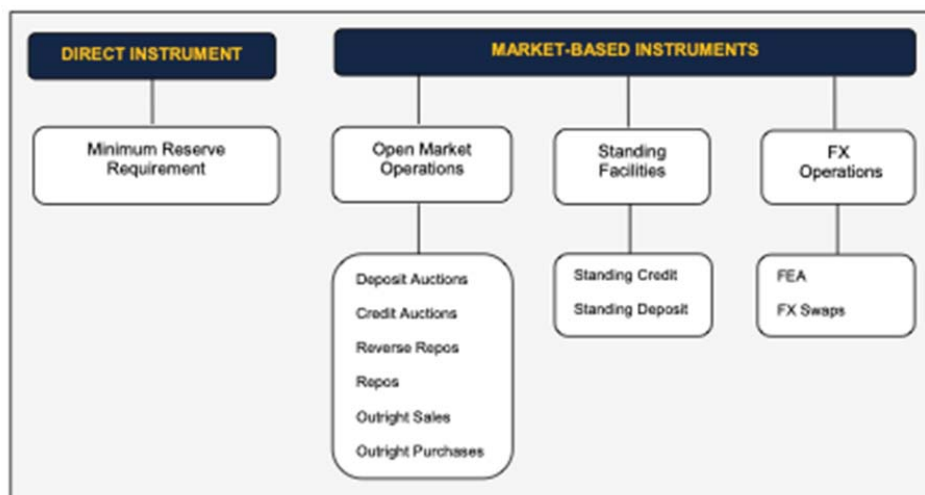 DIRECT INSTRUMENT
MARKET-BASED INSTRUMENTS
Minimum Reserve
Requirement
Open Market
Operations
Standing
Facilities
FX
Operations
Deposit Auctions
Credit Auctions
Reverse Repos
Repos
Outright Sales
Outright Purchases
Standing Credit
Standing Deposit
FEA
FX Swaps